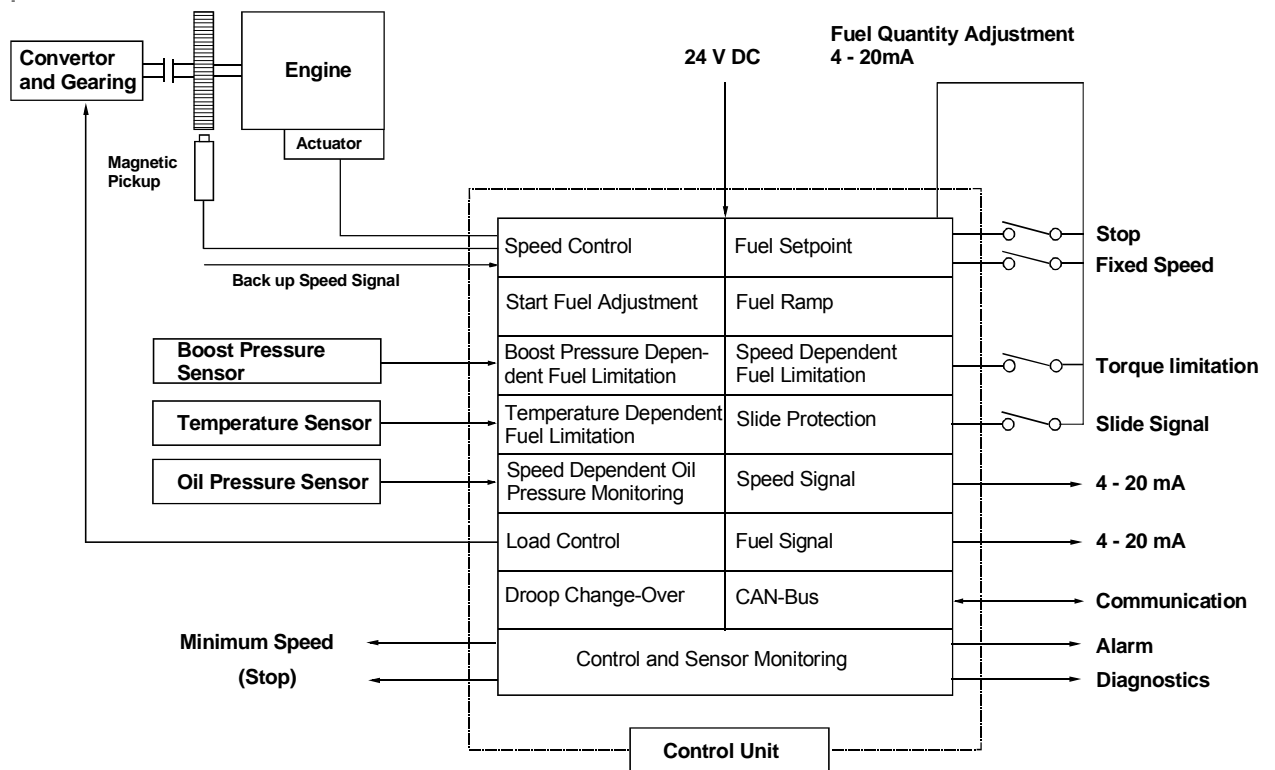 Fuel Quantity Adjustment
4 - 20mA
24 V DC
Convertor
and Gearing
Engine
Actuator
Magnetic
Pickup
Back up Speed Signal
Speed Control
Fuel Setpoint
Stop
Fixed Speed
Start Fuel Adjustment
Fuel Ramp
Boost Pressure
Sensor
Boost Pressure Depen-
dent Fuel Limitation
Speed Dependent
Fuel Limitation
Torque limitation
Temperature Sensor
Temperature Dependent
Fuel Limitation
Slide Protection
Slide Signal
Oil Pressure Sensor
Speed Dependent Oil
Pressure Monitoring
Speed Signal
4 - 20 mA
Load Control
Fuel Signal
4 - 20 mA
Droop Change-Over
CAN-Bus
Communication
Minimum Speed
(Stop)
Control and Sensor Monitoring
Alarm
Diagnostics
Control Unit